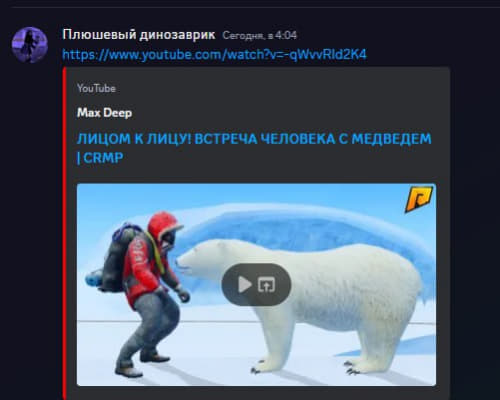 Плюшевый динозаврик Сегодня, в 4:04
https://www.youtube.com/watch?v=-qWvvRld2K4
YouTube
Max Deep
ЛИЦОМ К ЛИЦУ! ВСТРЕЧА ЧЕЛОВЕКА С МЕДВЕДЕМ
| CRMP